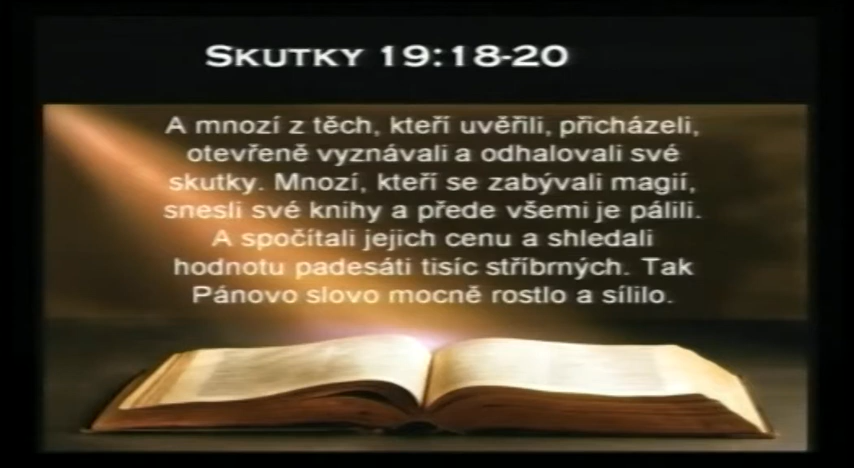 SKUTKY 19:18-20
A mnozí z těch, kteří uvěřili, přicházeli,
otevřeně vyznávali a odhalovali své
skutky. Mnozí, kteří se zabývali magií,
snesli své knihy a přede všemi je pálili.
A spočítali jejich cenu a shledali
hodnotu padesáti tisíc stříbrných. Tak
Pánovo slovo mocně rostlo a sílilo.